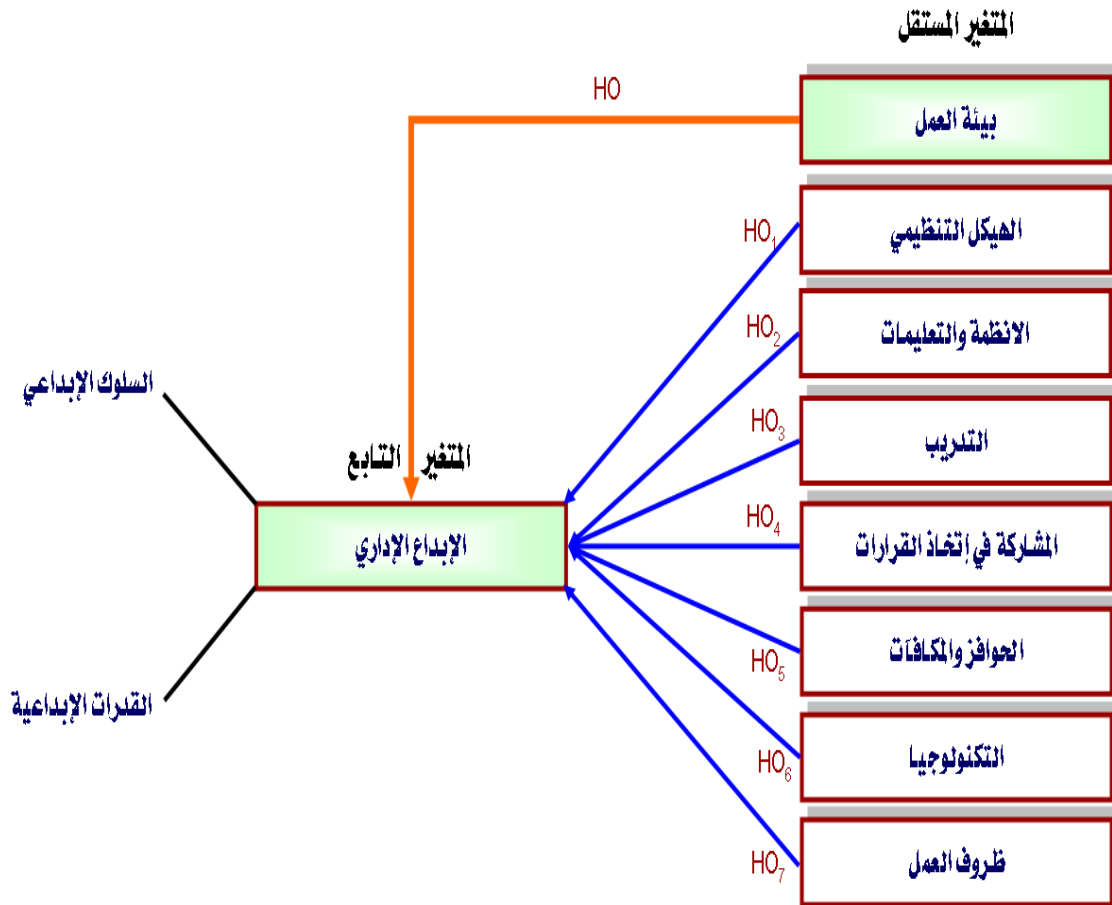 المتغير المستقل
بيئة العمل
HO
الهيكل التنظيمي
HO1
الانظمة والتعليمات
HO2
التدريب
HO3
المشاركة في إتخاذ القرارات
HO4
الحوافز والمكافآت
HO5
التكنولوجيا
HO6
ظروف العمل
HO7
المتغير التابع
الإبداع الإداري
السلوك الإبداعي
القدرات الإبداعية